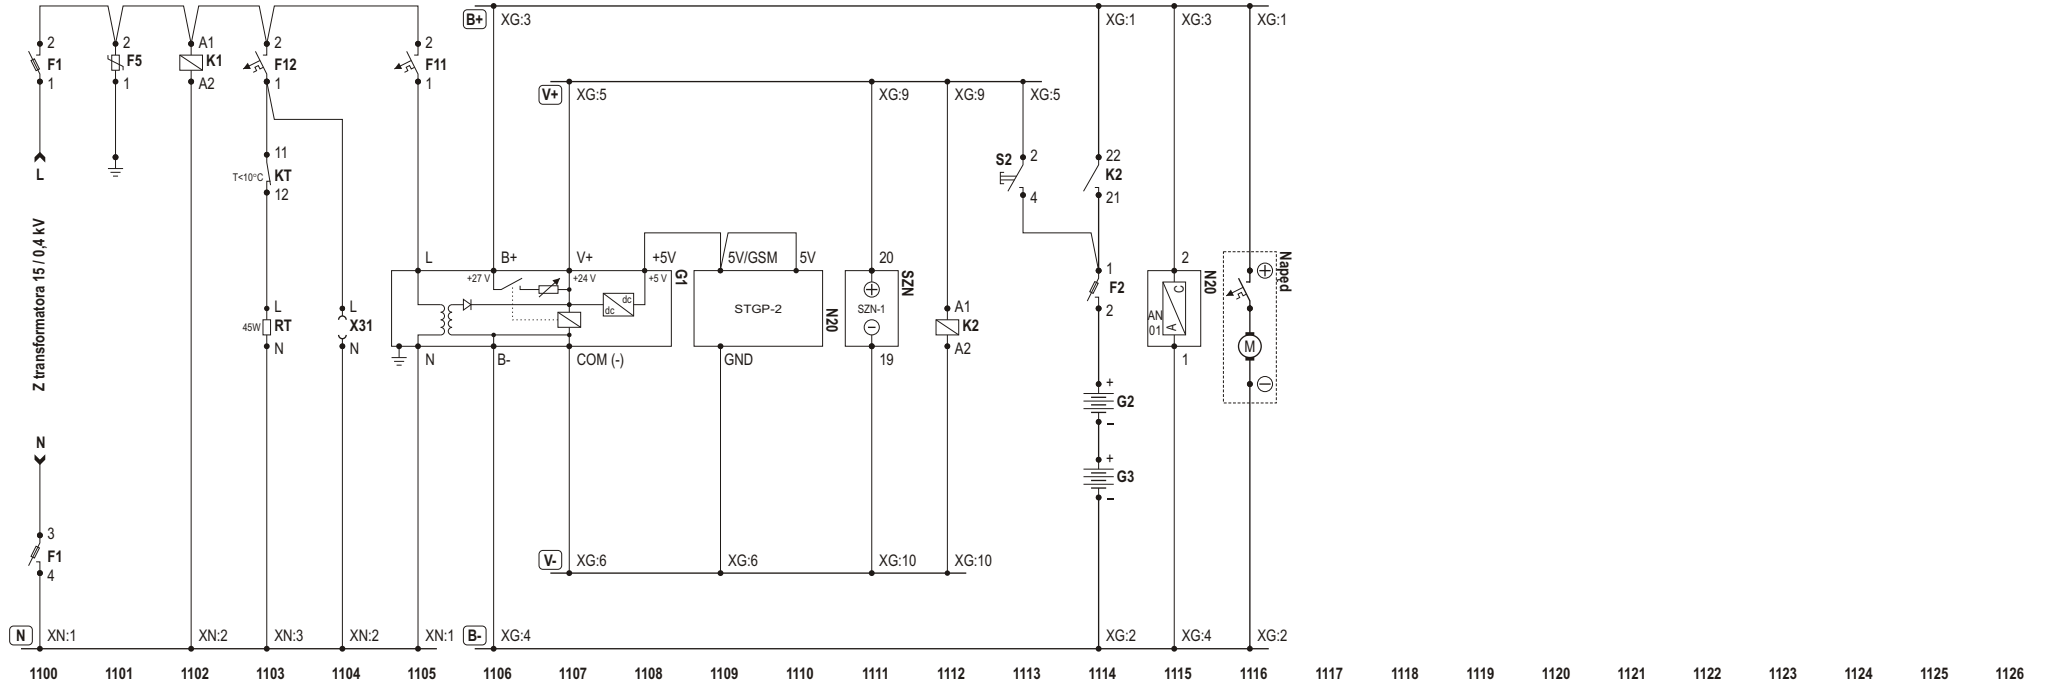 B+ XG:3 XG:1 XG:3 XG:1
2 2 A1 2 2
F1 F5 K1 F12 F11
1 1 A2 1 1
V+ XG:5 XG:9 XG:9 XG:5
L
11
T<10°C KT
12
S2 2 22
K2
4 21
Z transformatora 15 / 0,4 kV
L B+ V+ +5V 5V/GSM 5V 20 1 2
+27 V +24 V +5 V G1
SZN
N20
Napęd
+
F2
2
L L
45W RT X31
N N
dc
dc
STGP-2 N20
+
SZN-1
−
A1
K2
A2
C
AN
01
A
M
N B- COM (-) GND 19 1
−
+
G2
−
+
G3
−
N
3
F1
4
V- XG:6 XG:6 XG:10 XG:10
N XN:1 XN:2 XN:3 XN:2 XN:1 B- XG:4 XG:2 XG:4 XG:2
1100 1101 1102 1103 1104 1105 1106 1107 1108 1109 1110 1111 1112 1113 1114 1115 1116 1117 1118 1119 1120 1121 1122 1123 1124 1125 1126